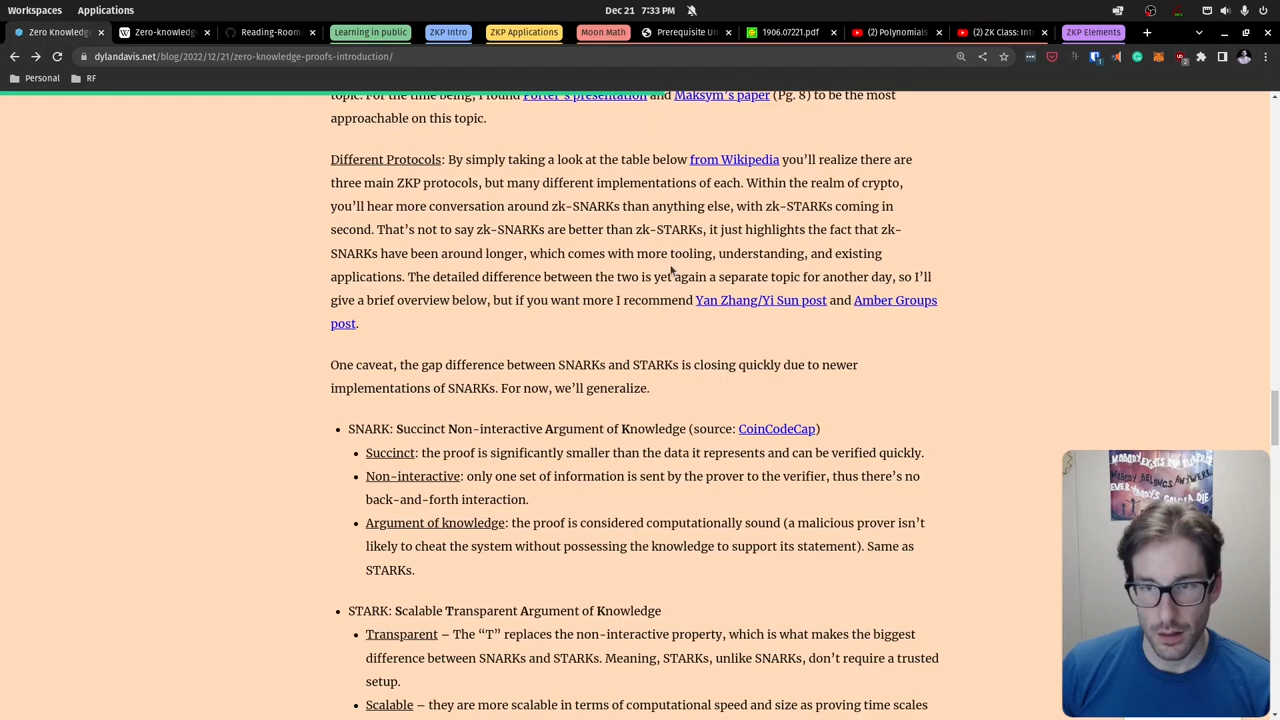 Workspaces Applications Dec 21 7:33 PM
Zero Knowledg Zero-knowledg Reading-Room Learning in public ZKP Intro ZKP Applications Moon Math Prerequisite Un 1906.07221.pdf (2) Polynomials (2) ZK Class: Int ZKP Elements
dylandavis.net/blog/2022/12/21/zero-knowledge-proofs-introduction/
Personal RF
topic. For the time being, I found Porter's presentation and Maksym's paper (Pg. 8) to be the most
approachable on this topic.
Different Protocols: By simply taking a look at the table below from Wikipedia you'll realize there are
three main ZKP protocols, but many different implementations of each. Within the realm of crypto,
you'll hear more conversation around zk-SNARKs than anything else, with zk-STARKs coming in
second. That's not to say zk-SNARKs are better than zk-STARKs, it just highlights the fact that zk-
SNARKs have been around longer, which comes with more tooling, understanding, and existing
applications. The detailed difference between the two is yet again a separate topic for another day, so I'll
give a brief overview below, but if you want more I recommend Yan Zhang/Yi Sun post and Amber Groups
post.
One caveat, the gap difference between SNARKs and STARKs is closing quickly due to newer
implementations of SNARKs. For now, we'll generalize.
• SNARK: Succinct Non-interactive Argument of Knowledge (source: CoinCodeCap)
• Succinct: the proof is significantly smaller than the data it represents and can be verified quickly.
• Non-interactive: only one set of information is sent by the prover to the verifier, thus there's no
back-and-forth interaction.
• Argument of knowledge: the proof is considered computationally sound (a malicious prover isn't
likely to cheat the system without possessing the knowledge to support its statement). Same as
STARKs.
• STARK: Scalable Transparent Argument of Knowledge
• Transparent – The “T” replaces the non-interactive property, which is what makes the biggest
difference between SNARKs and STARKs. Meaning, STARKs, unlike SNARKs, don't require a trusted
setup.
• Scalable – they are more scalable in terms of computational speed and size as proving time scales
NOBODY BELONGS ANYWHERE